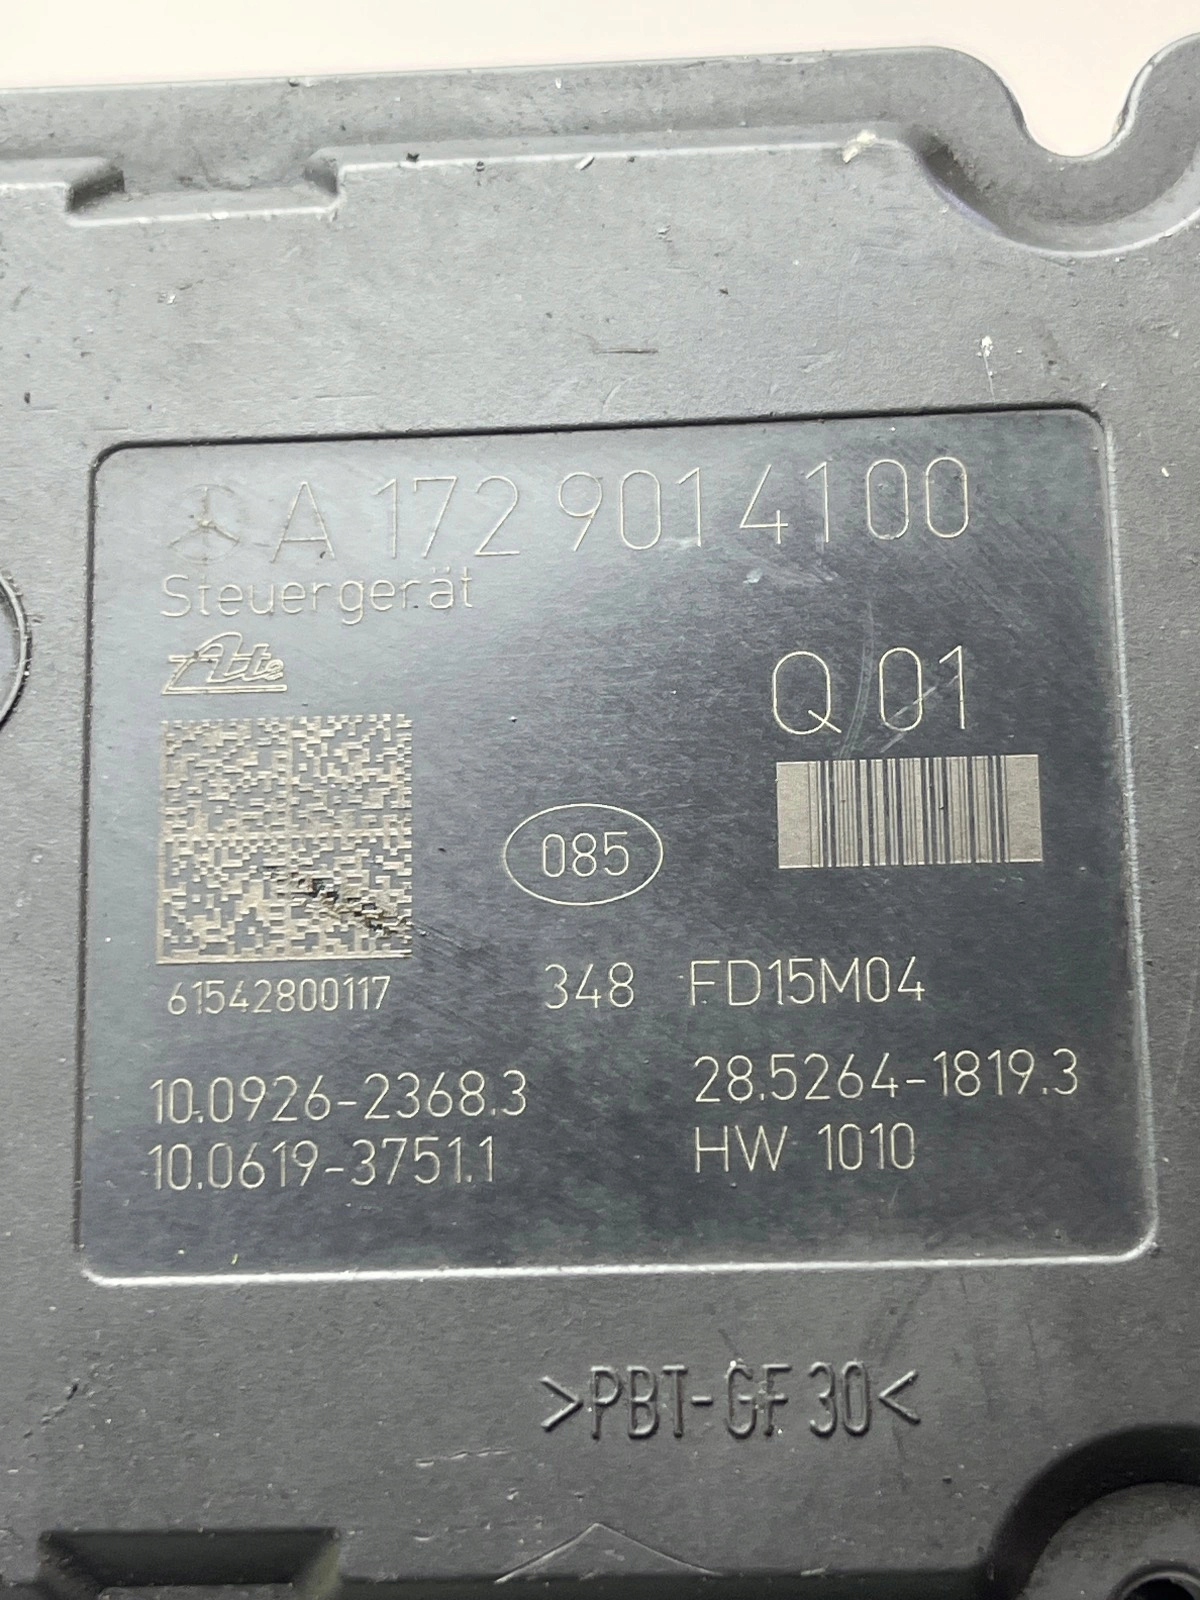 A 172 901 41 00
Steuergerät
Ate
Q 01
085
61542800117
348 FD15M04
10.0926-2368.3
28.5264-1819.3
10.0619-3751.1
HW 1010
>PBT-GF 30<